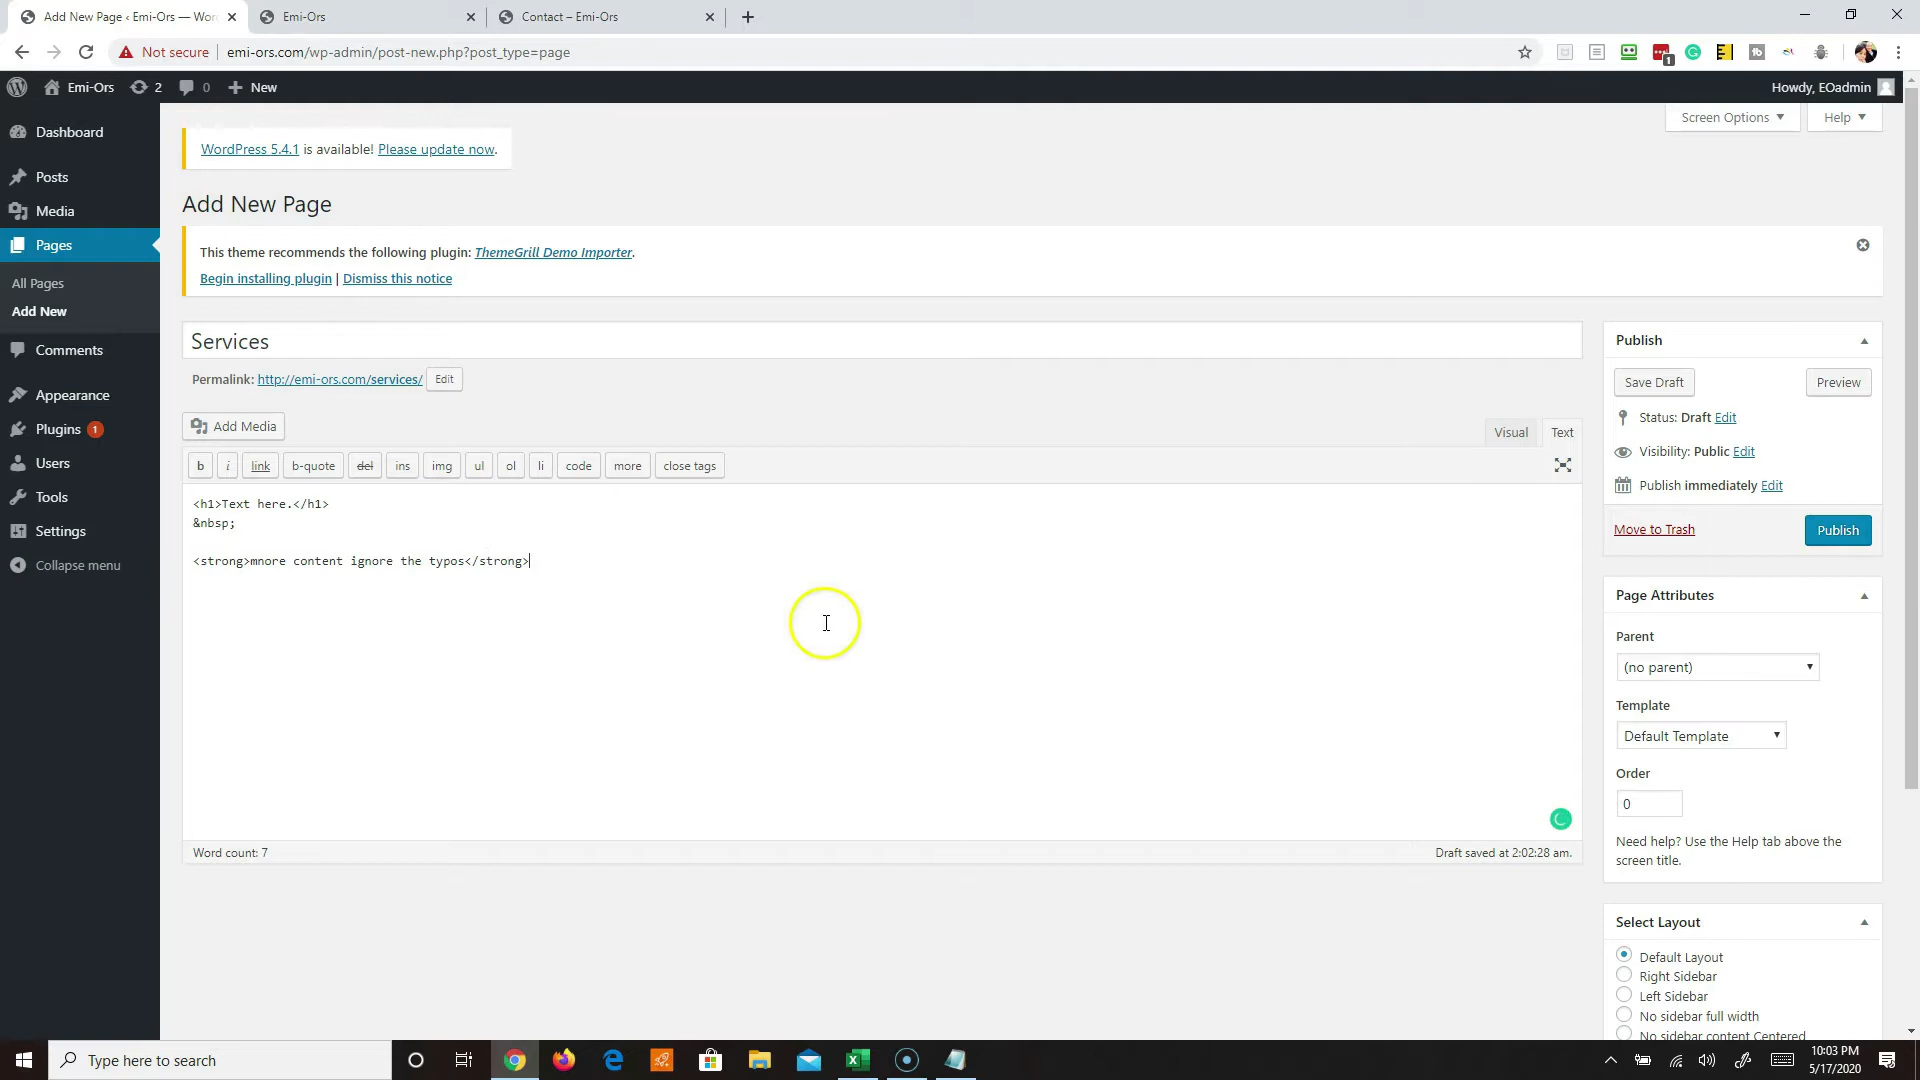 Add New Page ‹ Emi-Ors — Wor
Emi-Ors
Contact – Emi-Ors
Not secure
emi-ors.com/wp-admin/post-new.php?post_type=page
1
Emi-Ors
2
0
New
Howdy, EOadmin
Screen Options
Help
Dashboard
Posts
Media
Pages
All Pages
Add New
Comments
Appearance
Plugins 1
Users
Tools
Settings
Collapse menu
WordPress 5.4.1 is available! Please update now.
Add New Page
This theme recommends the following plugin: ThemeGrill Demo Importer.
Begin installing plugin | Dismiss this notice
Services
Permalink: http://emi-ors.com/services/ Edit
Add Media
Visual
Text
b
i
link
b-quote
del
ins
img
ul
ol
li
code
more
close tags
<h1>Text here.</h1>
&nbsp;
<strong>mnore content ignore the typos</strong>
Word count: 7
Draft saved at 2:02:28 am.
Publish
Save Draft
Preview
Status: Draft Edit
Visibility: Public Edit
Publish immediately Edit
Move to Trash
Publish
Page Attributes
Parent
(no parent)
Template
Default Template
Order
0
Need help? Use the Help tab above the
screen title.
Select Layout
Default Layout
Right Sidebar
Left Sidebar
No sidebar full width
No sidebar content Centered
Type here to search
10:03 PM
5/17/2020